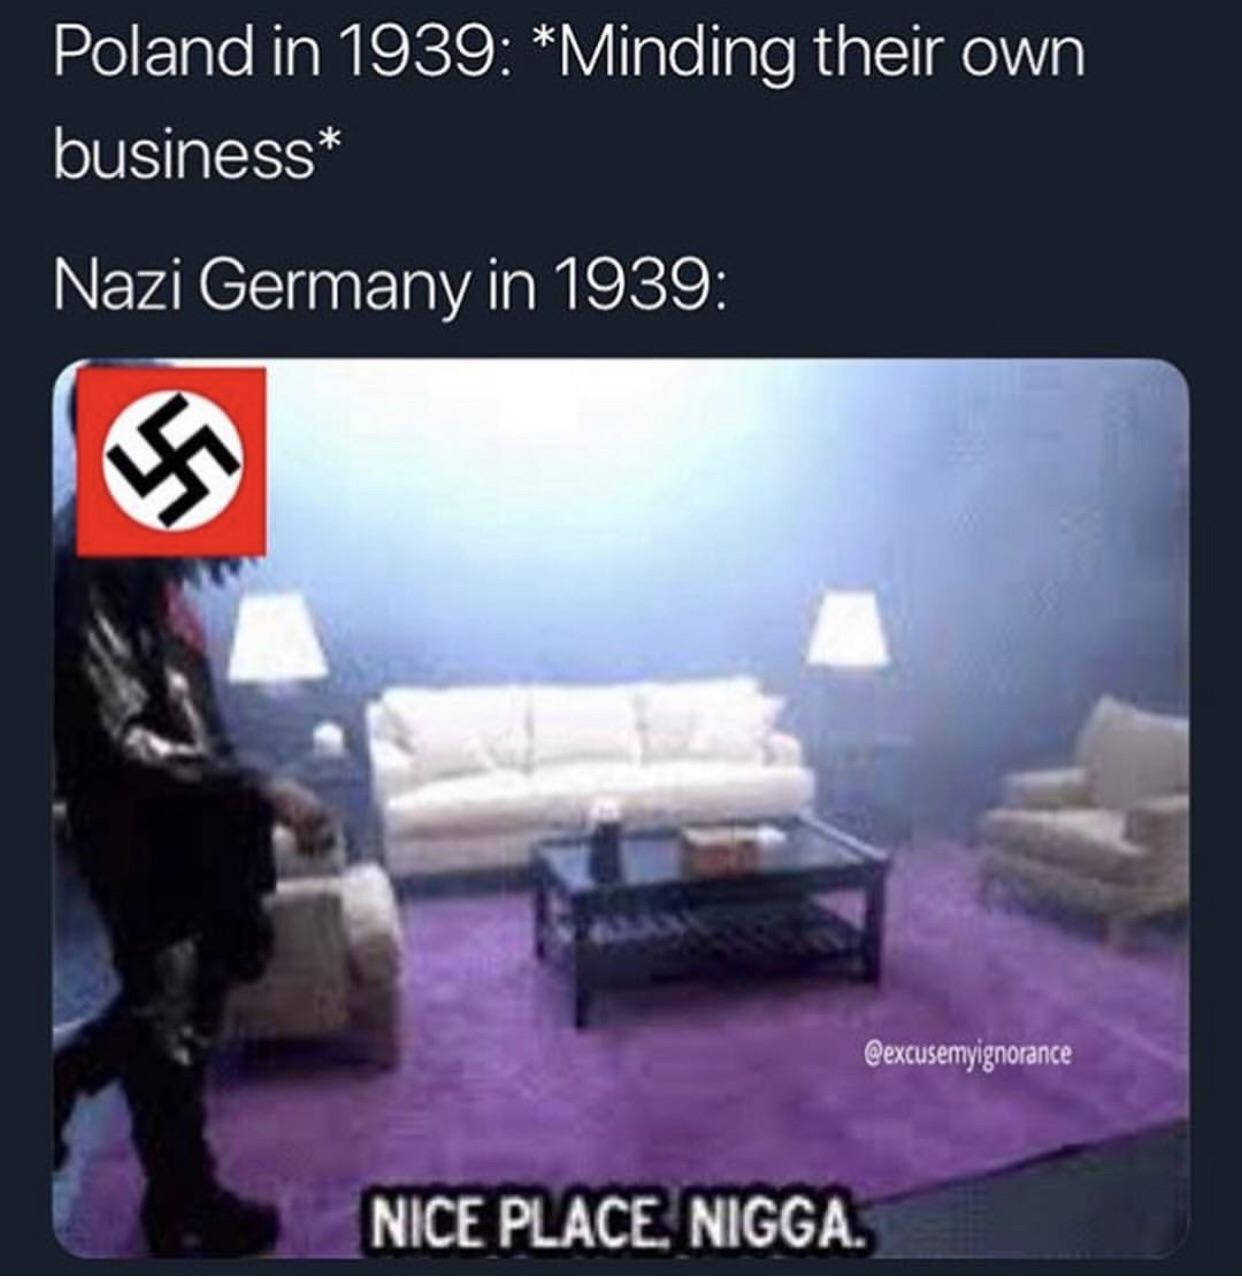 Poland in 1939: *Minding their own
business*
Nazi Germany in 1939:
@excusemyignorance
NICE PLACE, NIGGA.